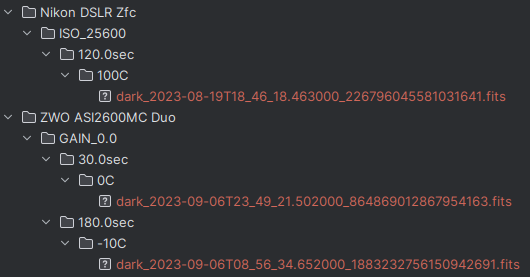 Nikon DSLR Zfc
ISO_25600
120.0sec
100C
dark_2023-08-19T18_46_18.463000_226796045581031641.fits
ZWO ASI2600MC Duo
GAIN_0.0
30.0sec
0C
dark_2023-09-06T23_49_21.502000_864869012867954163.fits
180.0sec
-10C
dark_2023-09-06T08_56_34.652000_1883232756150942691.fits